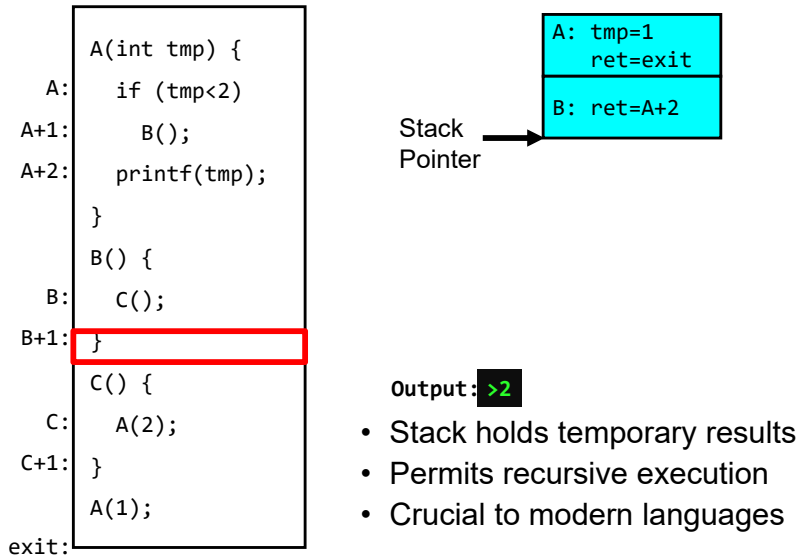 A(int tmp) {
A: if (tmp<2)
A+1: B();
A+2: printf(tmp);
}
B() {
B: C();
B+1: }
C() {
C: A(2);
C+1: }
A(1);
exit:
A: tmp=1
ret=exit
B: ret=A+2
Stack
Pointer
Output: >2
• Stack holds temporary results
• Permits recursive execution
• Crucial to modern languages